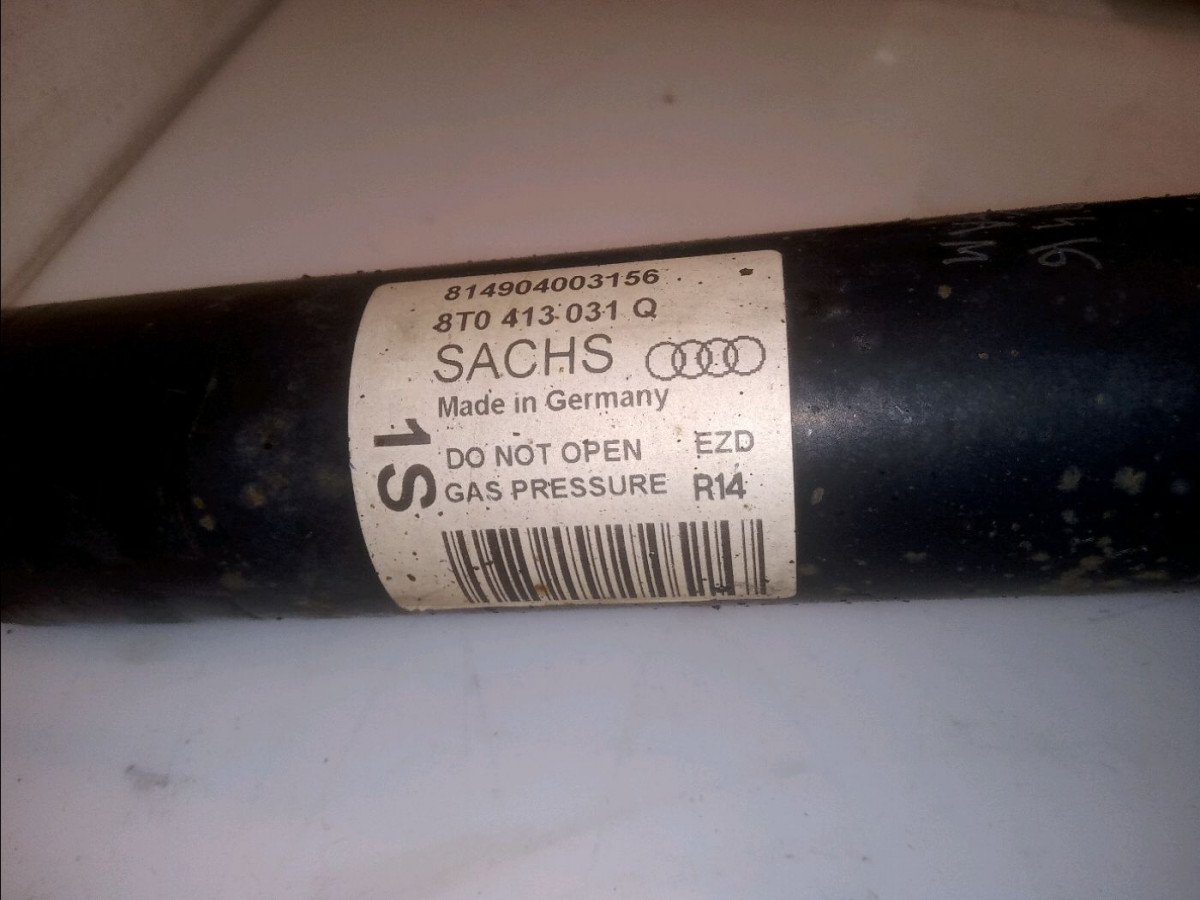 814904003156
8T0 413 031 Q
SACHS
Made in Germany
1S
DO NOT OPEN EZD
GAS PRESSURE R14